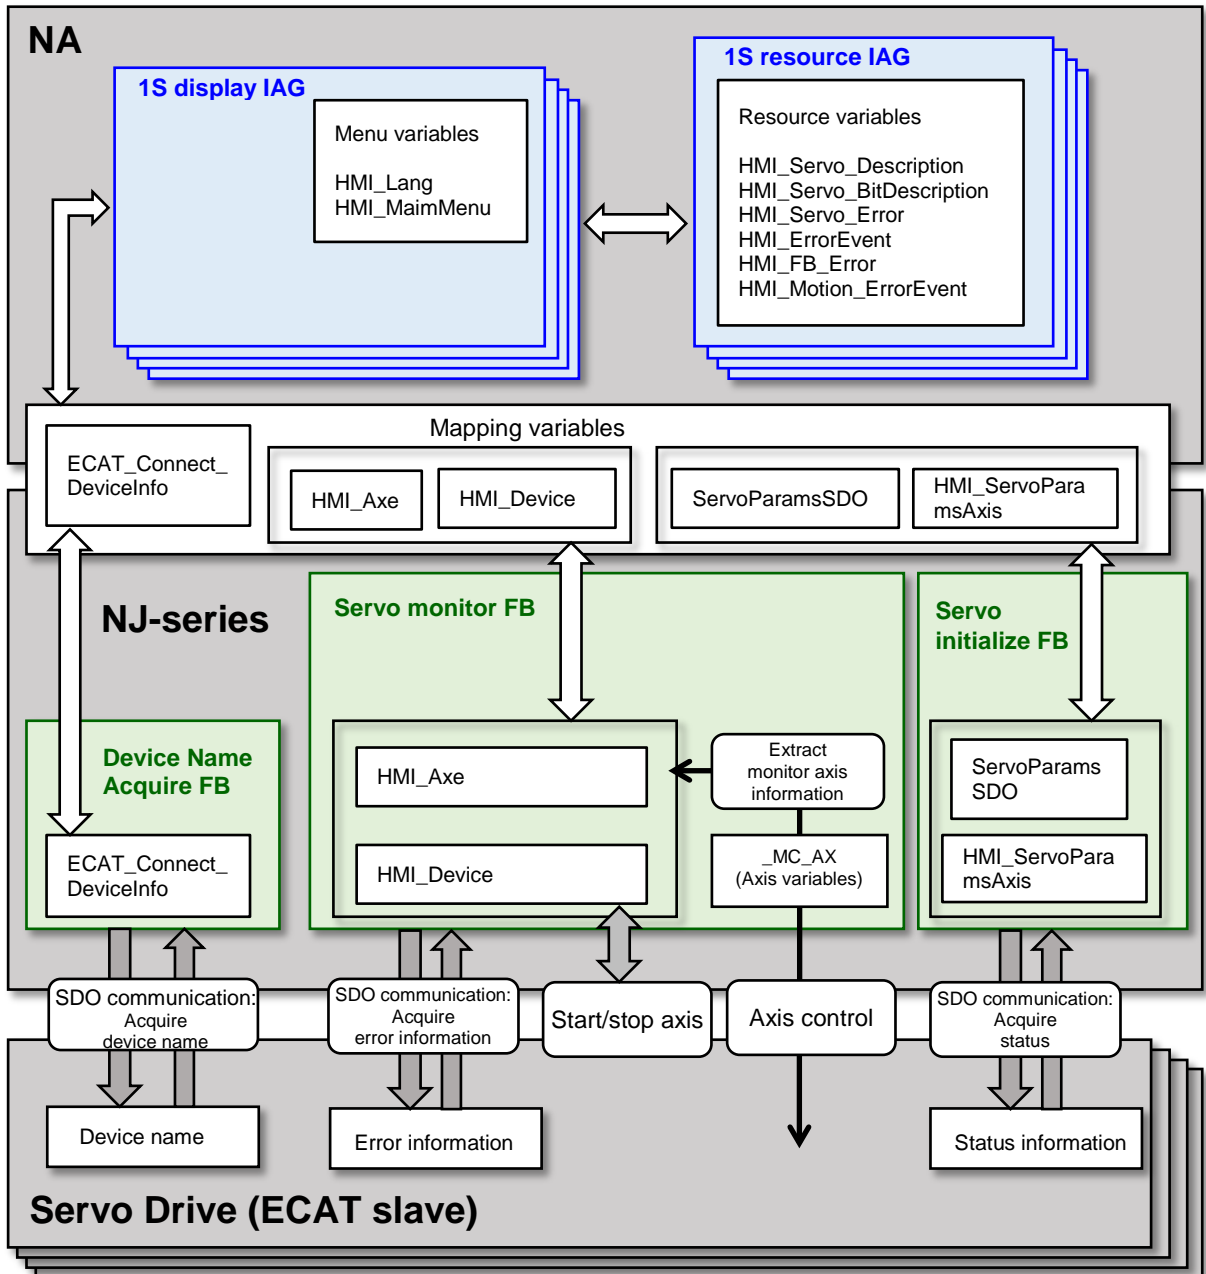 NA
1S display IAG
Menu variables
HMI_Lang
HMI_MaimMenu
1S resource IAG
Resource variables
HMI_Servo_Description
HMI_Servo_BitDescription
HMI_Servo_Error
HMI_ErrorEvent
HMI_FB_Error
HMI_Motion_ErrorEvent
Mapping variables
ECAT_Connect_
DeviceInfo
HMI_Axe
HMI_Device
ServoParamsSDO
HMI_ServoPara
msAxis
NJ-series
Servo monitor FB
Servo
initialize FB
Device Name
Acquire FB
ECAT_Connect_
DeviceInfo
HMI_Axe
HMI_Device
Extract
monitor axis
information
_MC_AX
(Axis variables)
ServoParams
SDO
HMI_ServoPara
msAxis
SDO communication:
Acquire
device name
SDO communication:
Acquire
error information
Start/stop axis
Axis control
SDO communication:
Acquire
status
Device name
Error information
Status information
Servo Drive (ECAT slave)